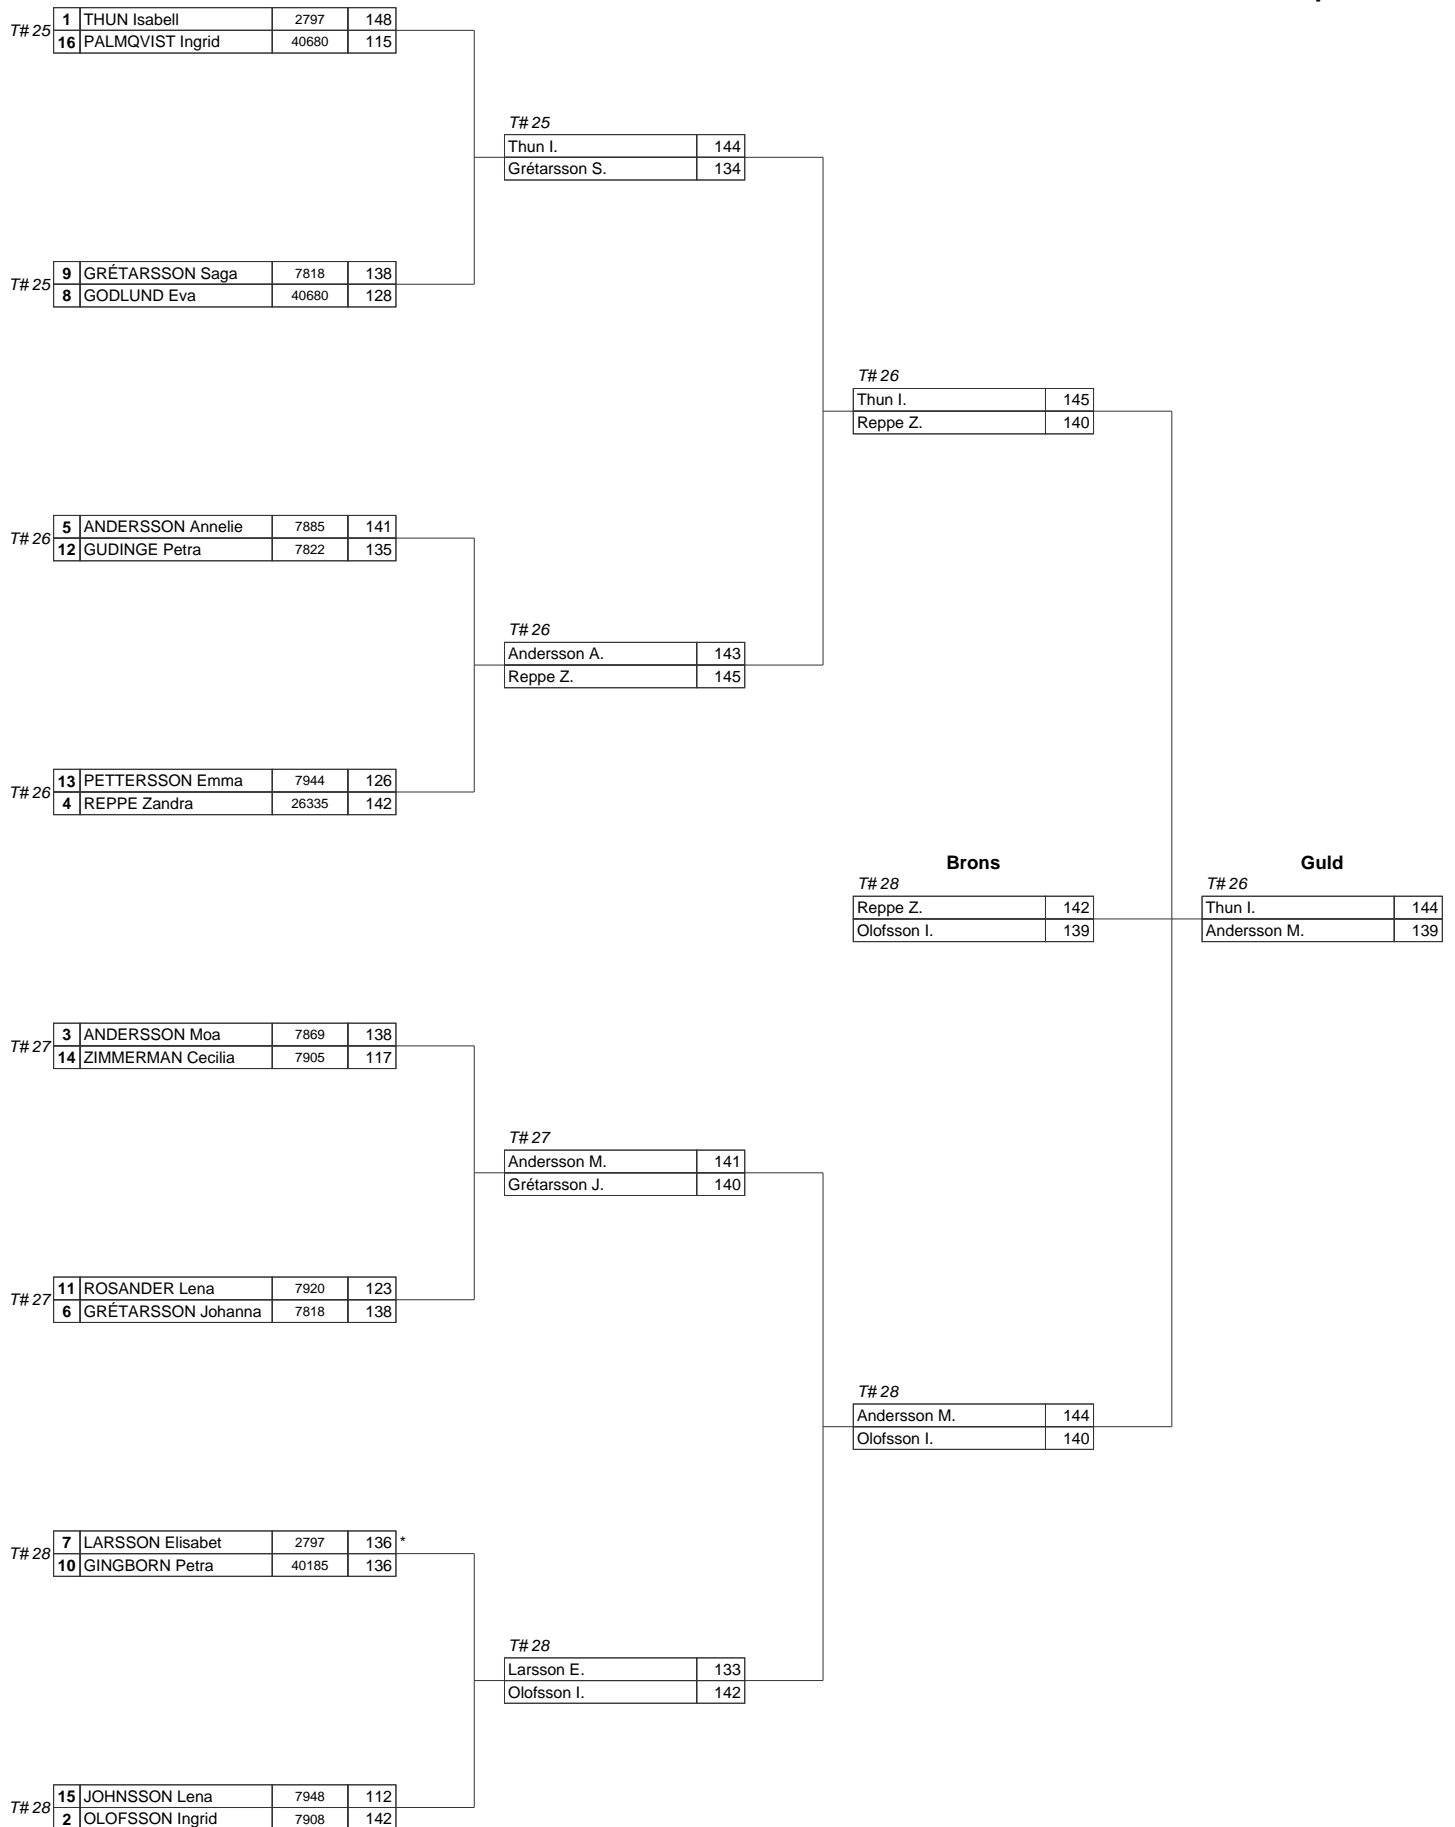 T# 25
1 THUN Isabell 2797 148
16 PALMQVIST Ingrid 40680 115
T# 25
Thun I. 144
Grétarsson S. 134
T# 25
9 GRÉTARSSON Saga 7818 138
8 GODLUND Eva 40680 128
T# 26
Thun I. 145
Reppe Z. 140
T# 26
5 ANDERSSON Annelie 7885 141
12 GUDINGE Petra 7822 135
T# 26
Andersson A. 143
Reppe Z. 145
T# 26
13 PETTERSSON Emma 7944 126
4 REPPE Zandra 26335 142
Brons
T# 28
Reppe Z. 142
Olofsson I. 139
Guld
T# 26
Thun I. 144
Andersson M. 139
T# 27
3 ANDERSSON Moa 7869 138
14 ZIMMERMAN Cecilia 7905 117
T# 27
Andersson M. 141
Grétarsson J. 140
T# 27
11 ROSANDER Lena 7920 123
6 GRÉTARSSON Johanna 7818 138
T# 28
Andersson M. 144
Olofsson I. 140
T# 28
7 LARSSON Elisabet 2797 136 *
10 GINGBORN Petra 40185 136
T# 28
Larsson E. 133
Olofsson I. 142
T# 28
15 JOHNSSON Lena 7948 112
2 OLOFSSON Ingrid 7908 142